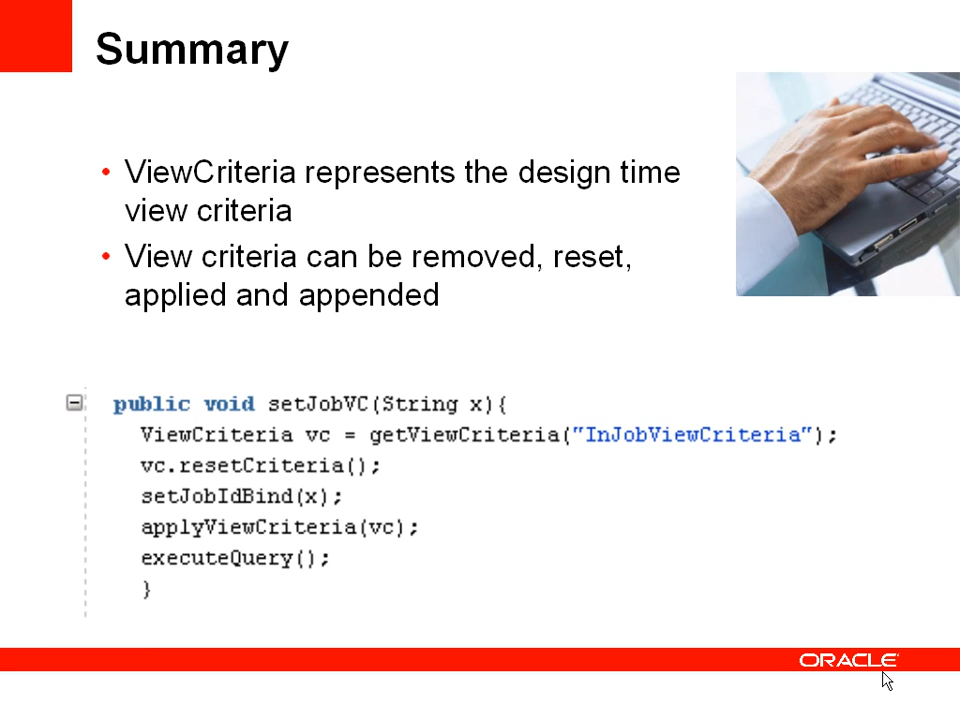 Summary
• ViewCriteria represents the design time
view criteria
• View criteria can be removed, reset,
applied and appended
public void setJobVC(String x){
ViewCriteria vc = getViewCriteria("InJobViewCriteria");
vc.resetCriteria();
setJobIdBind(x);
applyViewCriteria(vc);
executeQuery();
}
ORACLE